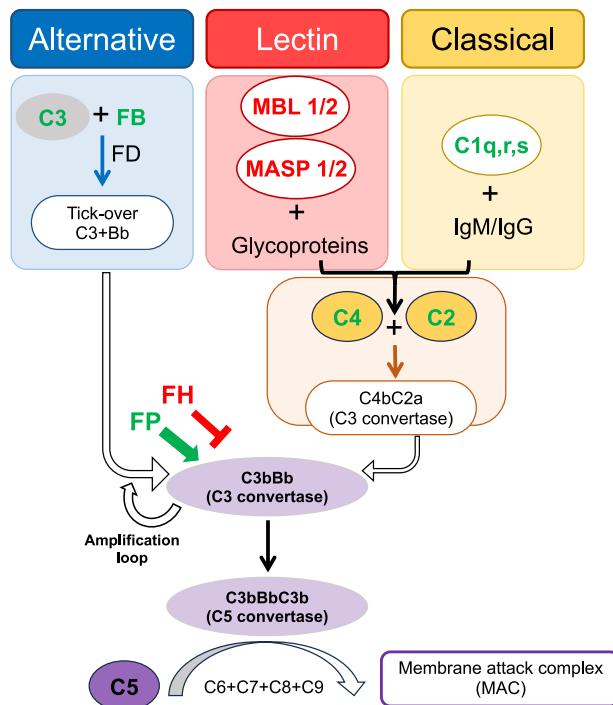 Alternative
Lectin
Classical
C3 + FB
FD
Tick-over
C3+Bb
MBL 1/2
MASP 1/2
+
Glycoproteins
C1q,r,s
+
IgM/IgG
C4 + C2
C4bC2a
(C3 convertase)
FH
FP
C3bBb
(C3 convertase)
Amplification
loop
C3bBbC3b
(C5 convertase)
C5
C6+C7+C8+C9
Membrane attack complex
(MAC)